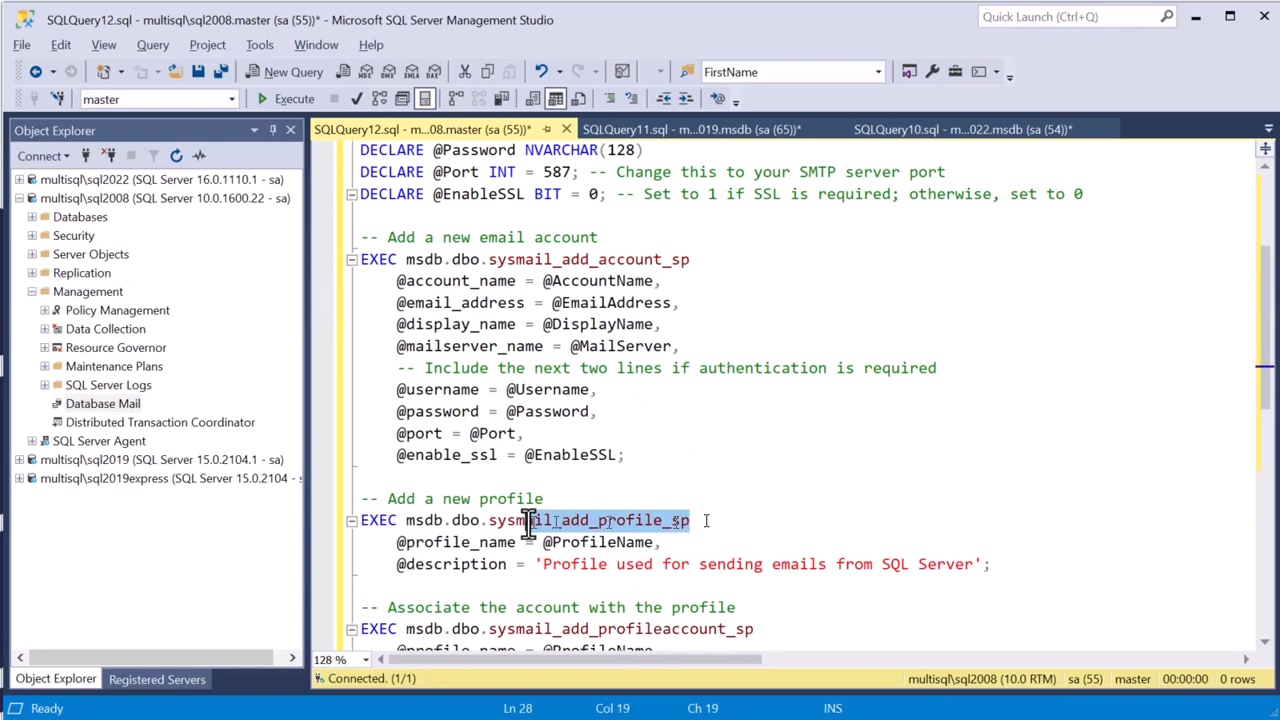 SQLQuery12.sql - multisql\sql2008.master (sa (55))* - Microsoft SQL Server Management Studio
Quick Launch (Ctrl+Q)
File Edit View Query Project Tools Window Help
New Query
MDX DMX XMLA DAX
FirstName
master
Execute
Object Explorer
Connect
multisql\sql2022 (SQL Server 16.0.1110.1 - sa)
multisql\sql2008 (SQL Server 10.0.1600.22 - sa)
Databases
Security
Server Objects
Replication
Management
Policy Management
Data Collection
Resource Governor
Maintenance Plans
SQL Server Logs
Database Mail
Distributed Transaction Coordinator
SQL Server Agent
multisql\sql2019 (SQL Server 15.0.2104.1 - sa)
multisql\sql2019express (SQL Server 15.0.2104 - s
Object Explorer Registered Servers
SQLQuery12.sql - m...08.master (sa (55))* SQLQuery11.sql - m...019.msdb (sa (65))* SQLQuery10.sql - m...022.msdb (sa (54))*
DECLARE @Password NVARCHAR(128)
DECLARE @Port INT = 587; -- Change this to your SMTP server port
DECLARE @EnableSSL BIT = 0; -- Set to 1 if SSL is required; otherwise, set to 0
-- Add a new email account
EXEC msdb.dbo.sysmail_add_account_sp
@account_name = @AccountName,
@email_address = @EmailAddress,
@display_name = @DisplayName,
@mailserver_name = @MailServer,
-- Include the next two lines if authentication is required
@username = @Username,
@password = @Password,
@port = @Port,
@enable_ssl = @EnableSSL;
-- Add a new profile
EXEC msdb.dbo.sysmail_add_profile_sp
@profile_name = @ProfileName,
@description = 'Profile used for sending emails from SQL Server';
-- Associate the account with the profile
EXEC msdb.dbo.sysmail_add_profileaccount_sp
@profile_name = @ProfileName
128 %
Connected. (1/1) multisql\sql2008 (10.0 RTM) sa (55) master 00:00:00 0 rows
Ready Ln 28 Col 19 Ch 19 INS